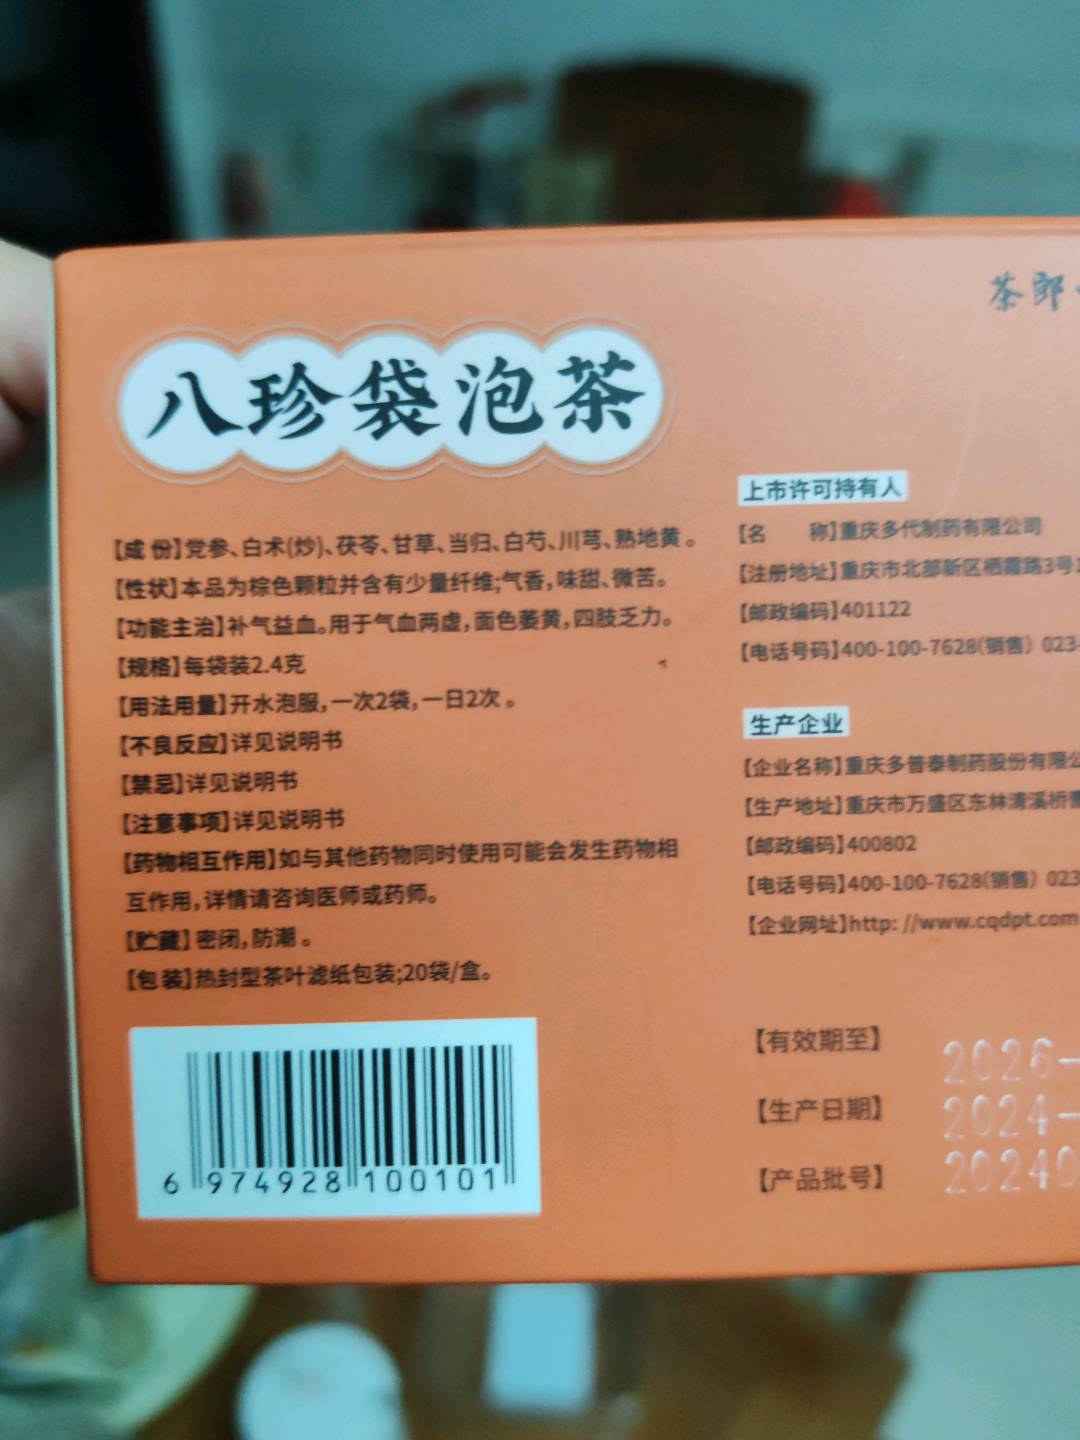 茶郎
八珍袋泡茶
【成份】党参、白术(炒)、茯苓、甘草、当归、白芍、川芎、熟地黄。
【性状】本品为棕色颗粒并含有少量纤维;气香,味甜、微苦。
【功能主治】补气益血。用于气血两虚,面色萎黄,四肢乏力。
【规格】每袋装2.4克
【用法用量】开水泡服,一次2袋,一日2次。
【不良反应】详见说明书
【禁忌】详见说明书
【注意事项】详见说明书
【药物相互作用】如与其他药物同时使用可能会发生药物相
互作用,详情请咨询医师或药师。
【贮藏】密闭,防潮。
【包装】热封型茶叶滤纸包装;20袋/盒。
6 974928 100101
上市许可持有人
【名 称】重庆多代制药有限公司
【注册地址】重庆市北部新区栖霞路3号
【邮政编码】401122
【电话号码】400-100-7628(销售) 023-
生产企业
【企业名称】重庆多普泰制药股份有限公
【生产地址】重庆市万盛区东林清溪桥
【邮政编码】400802
【电话号码】400-100-7628(销售) 023
【企业网址】http: //www.cqdpt.com
【有效期至】 2026-
【生产日期】 2024-
【产品批号】 20240